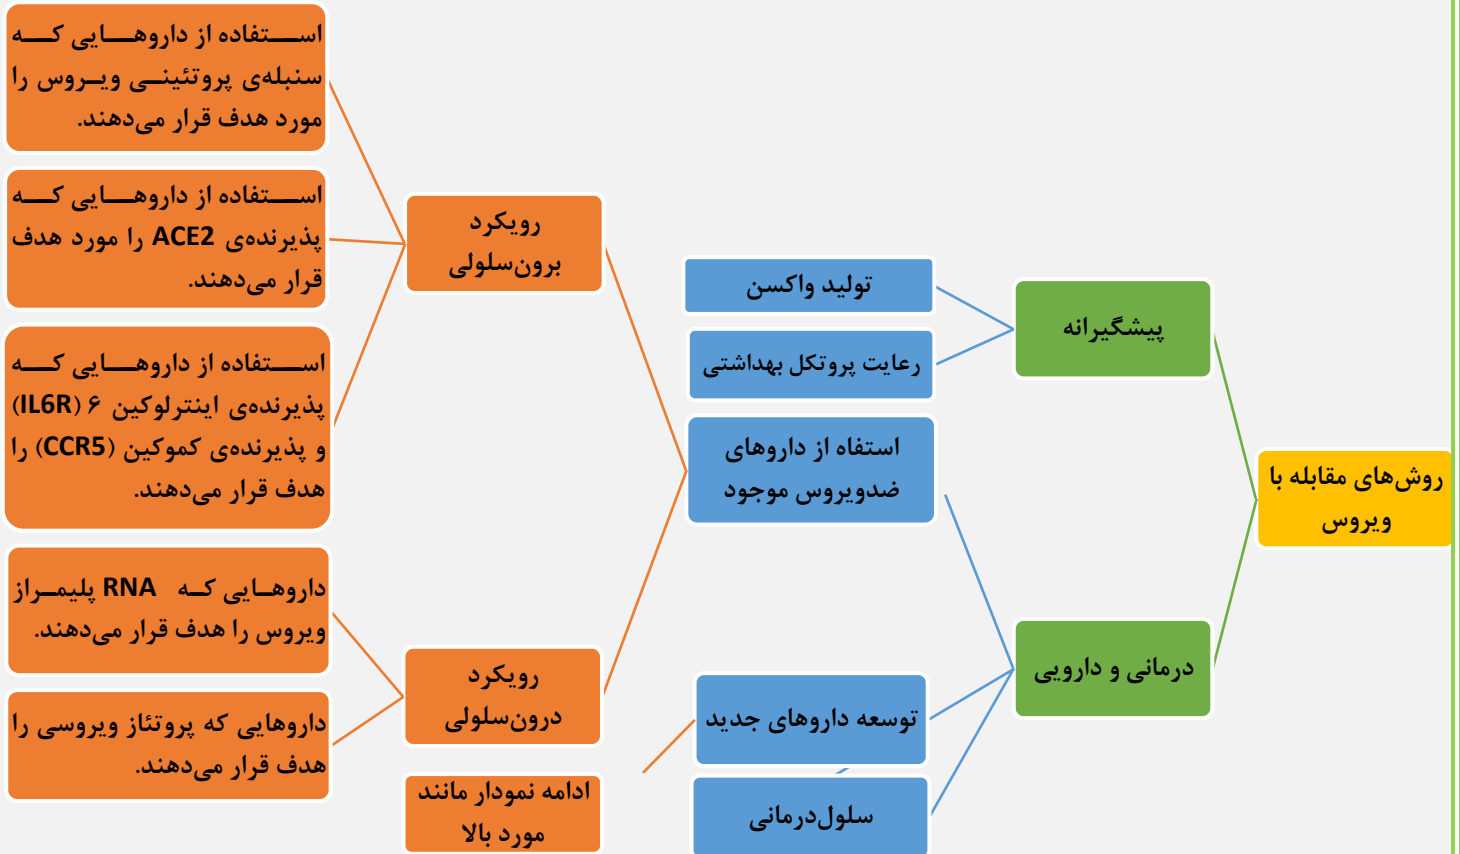 روش‌های مقابله با
ویروس
پیشگیرانه
تولید واکسن
رعایت پروتکل بهداشتی
درمانی و دارویی
استفاه از داروهای
ضدویروس موجود
رویکرد
برون‌سلولی
استفاده از داروهایی که
سنبله‌ی پروتئینی ویروس را
مورد هدف قرار می‌دهند.
استفاده از داروهایی که
پذیرنده‌ی ACE2 را مورد هدف
قرار می‌دهند.
استفاده از داروهایی که
پذیرنده‌ی اینترلوکین ۶ (IL6R)
و پذیرنده‌ی کموکین (CCR5) را
هدف قرار می‌دهند.
رویکرد
درون‌سلولی
داروهایی که RNA پلیمراز
ویروس را هدف قرار می‌دهند.
داروهایی که پروتئاز ویروسی را
هدف قرار می‌دهند.
توسعه داروهای جدید
ادامه نمودار مانند
مورد بالا
سلول‌درمانی